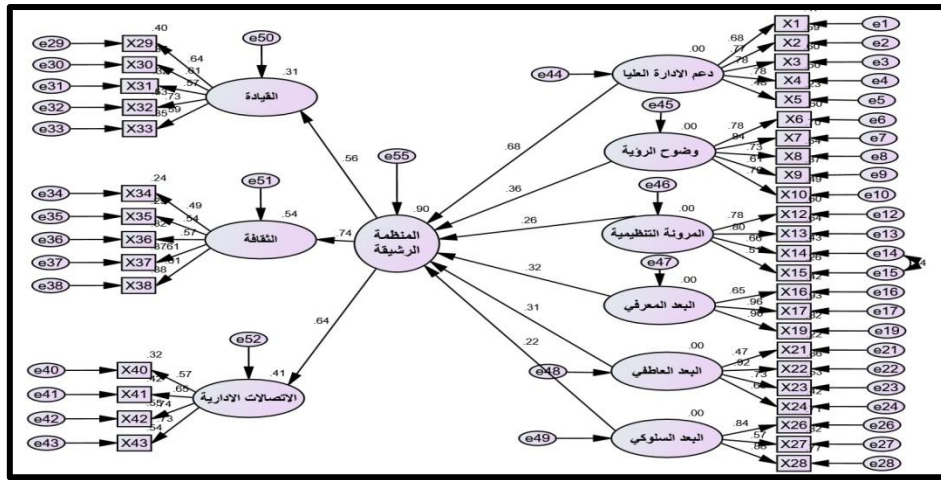 e29 X29 .40
e30 X30
e31 X31
e32 X32
e33 X33
.64
.61
.57
.73
e50
.31
القيادة
.56
e34 X34 .24
e35 X35
e36 X36
e37 X37
e38 X38 .88
.49
.54
.57
e51
.54
الثقافة
.74
e40 X40 .32
e41 X41
e42 X42
e43 X43 .54
.57
.65
.74
.73
e52
.41
الاتصالات الادارية
.64
e55
.90
المنظمة
الرشيقة
.68
.36
.26
.32
.31
.22
e44
.00
دعم الادارة العليا
.68
.77
.78
.78
X1 e1
X2 e2
X3 e3
X4 e4
X5 e5
e45
.00
وضوح الرؤية
.78
.84
.73
.61
X6 e6
X7 e7
X8 e8
X9 e9
X10 e10
e46
.00
المرونة التنظيمية
.78
.80
.66
.51
X12 e12
X13 e13
X14 e14
X15 e15
e47
.00
البعد المعرفي
.65
.96
X16 e16
X17 e17
X19 e19
e48
.00
البعد العاطفي
.47
.92
.73
X21 e21
X22 e22
X23 e23
X24 e24
e49
.00
البعد السلوكي
.84
.57
X26 e26
X27 e27
X28 e28